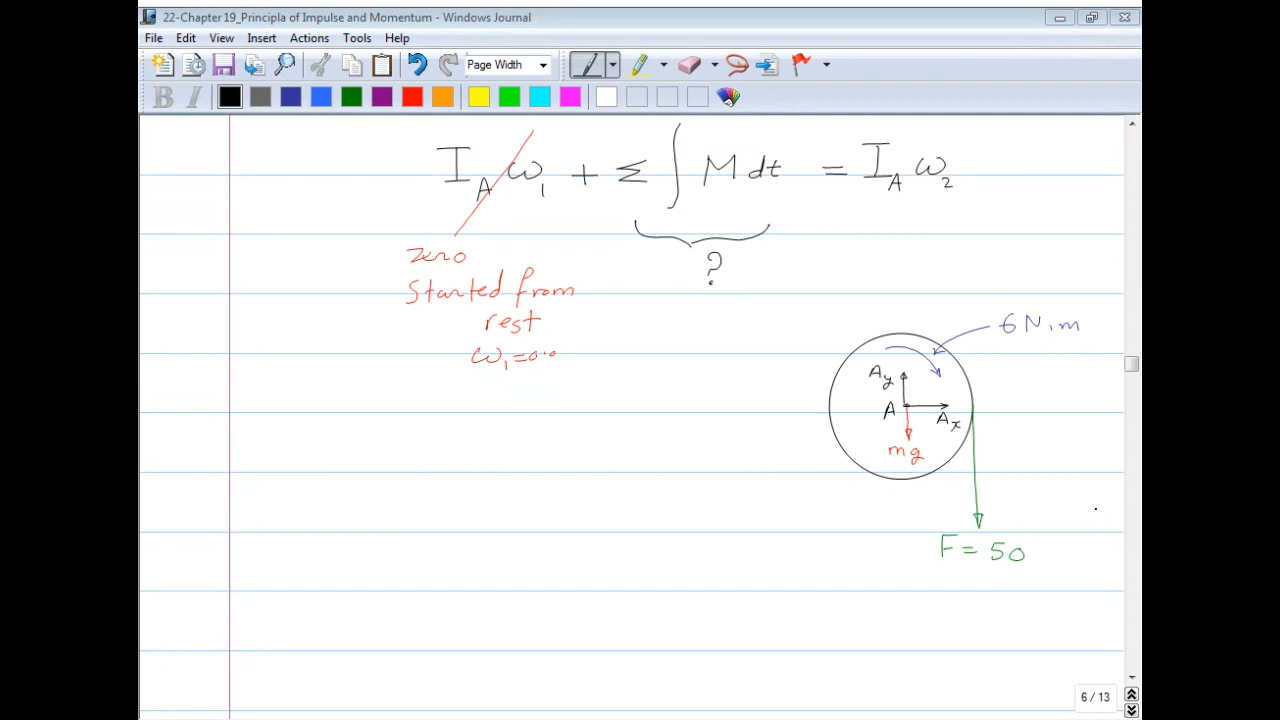 22-Chapter 19_Principla of Impulse and Momentum - Windows Journal
File Edit View Insert Actions Tools Help
Page Width
B I
I_A ω_1 + Σ ∫ M dt = I_A ω_2
zero
Started from
rest
ω_1=0.0
?
6 N.m
A_y
A
A_x
mg
F = 50
6 / 13